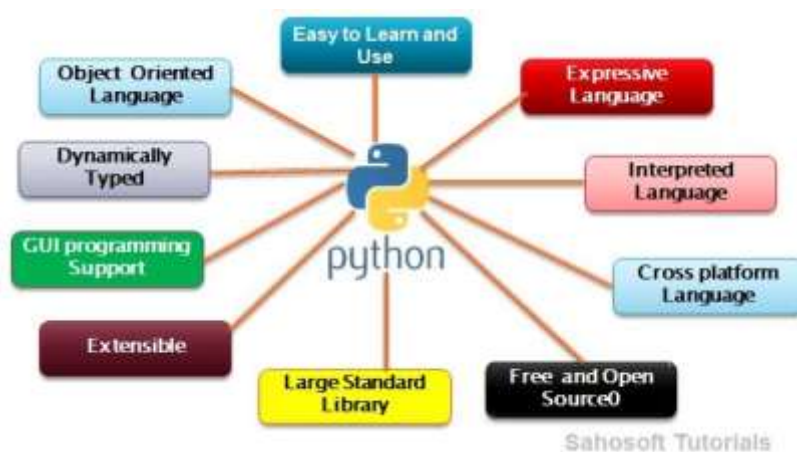 Easy to Learn and
Use
Object Oriented
Language
Expressive
Language
Dynamically
Typed
Interpreted
Language
GUI programming
Support
python
Cross platform
Language
Extensible
Large Standard
Library
Free and Open
Source0
Sahosoft Tutorials